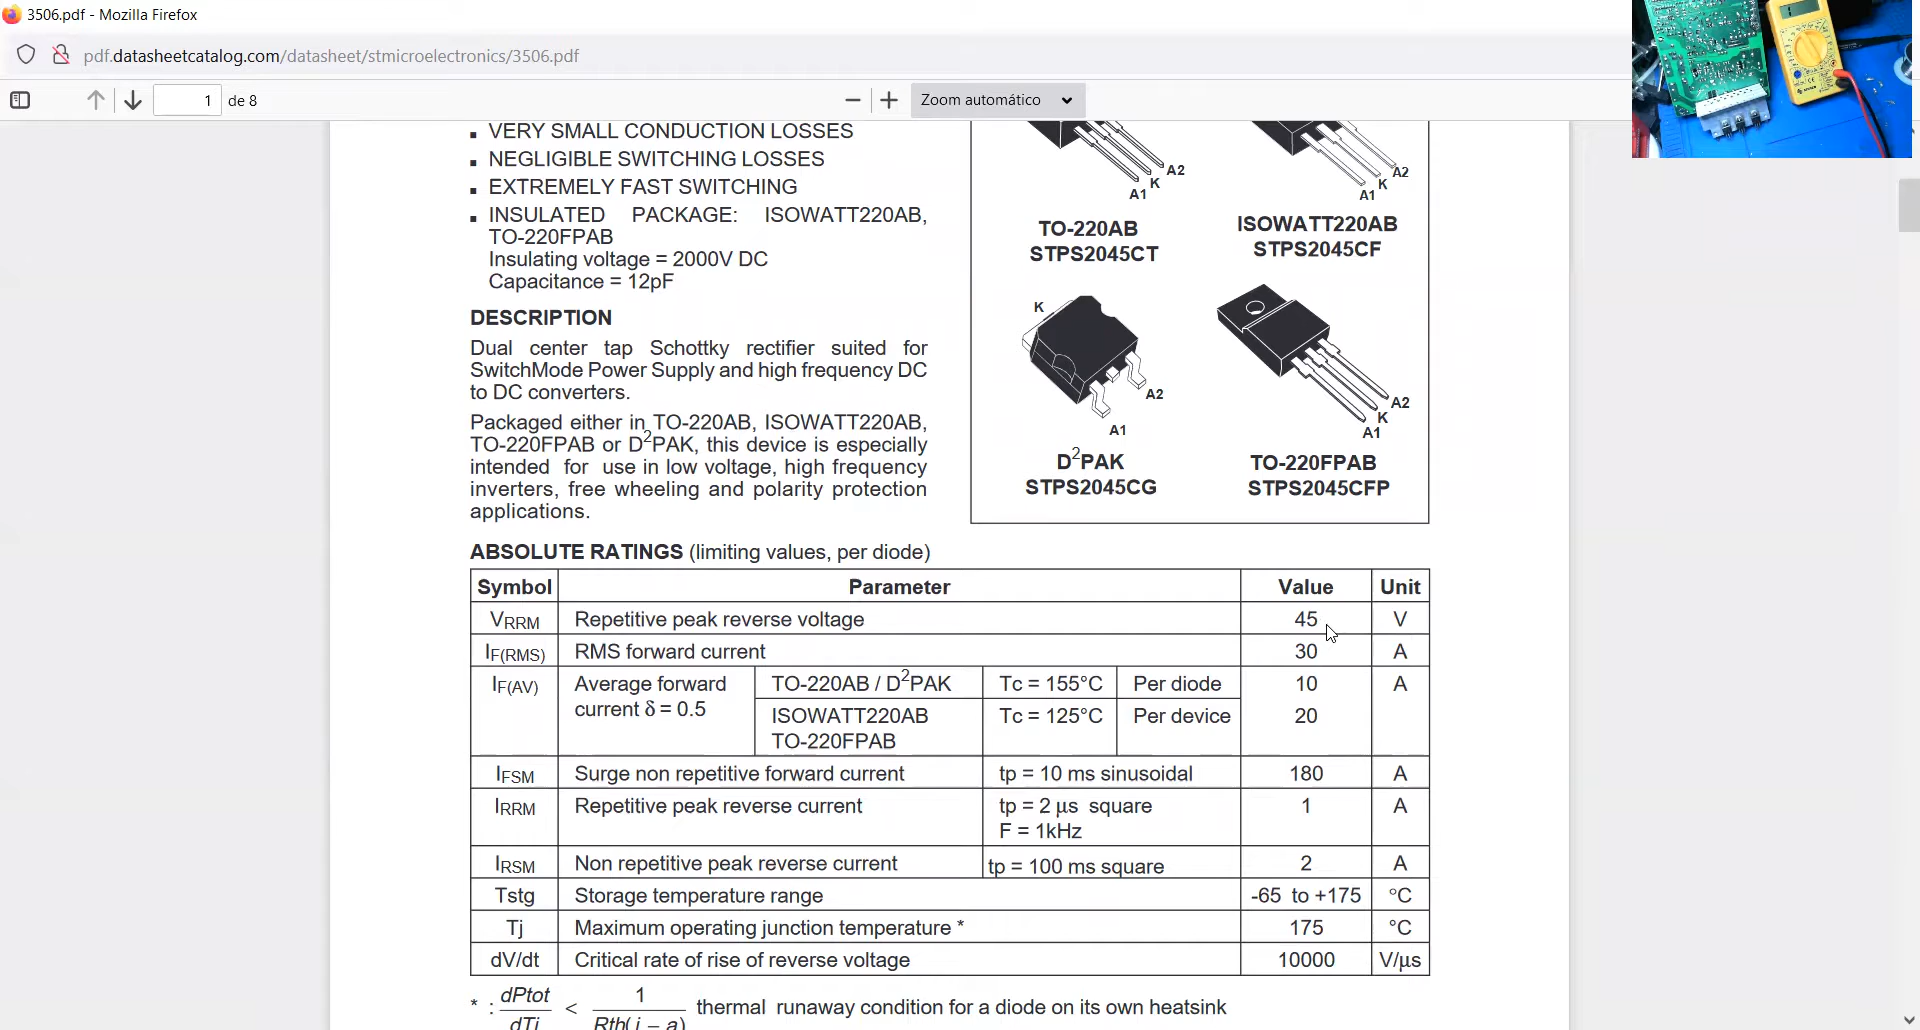 3506.pdf - Mozilla Firefox
pdf.datasheetcatalog.com/datasheet/stmicroelectronics/3506.pdf
1 de 8
Zoom automático
▪ VERY SMALL CONDUCTION LOSSES
▪ NEGLIGIBLE SWITCHING LOSSES
▪ EXTREMELY FAST SWITCHING
▪ INSULATED PACKAGE: ISOWATT220AB,
TO-220FPAB
Insulating voltage = 2000V DC
Capacitance = 12pF
DESCRIPTION
Dual center tap Schottky rectifier suited for
SwitchMode Power Supply and high frequency DC
to DC converters.
Packaged either in TO-220AB, ISOWATT220AB,
TO-220FPAB or D²PAK, this device is especially
intended for use in low voltage, high frequency
inverters, free wheeling and polarity protection
applications.
A2
K
A1
TO-220AB
STPS2045CT
A2
K
A1
ISOWATT220AB
STPS2045CF
K
A2
A1
D²PAK
STPS2045CG
A2
K
A1
TO-220FPAB
STPS2045CFP
ABSOLUTE RATINGS (limiting values, per diode)
Symbol Parameter Value Unit
VRRM Repetitive peak reverse voltage 45 V
IF(RMS) RMS forward current 30 A
IF(AV) Average forward TO-220AB / D²PAK Tc = 155°C Per diode 10 A
current δ = 0.5 ISOWATT220AB Tc = 125°C Per device 20
TO-220FPAB
IFSM Surge non repetitive forward current tp = 10 ms sinusoidal 180 A
IRRM Repetitive peak reverse current tp = 2 µs square 1 A
F = 1kHz
IRSM Non repetitive peak reverse current tp = 100 ms square 2 A
Tstg Storage temperature range -65 to +175 °C
Tj Maximum operating junction temperature * 175 °C
dV/dt Critical rate of rise of reverse voltage 10000 V/µs
* : dPtot/dTj < 1/Rth(j − a) thermal runaway condition for a diode on its own heatsink